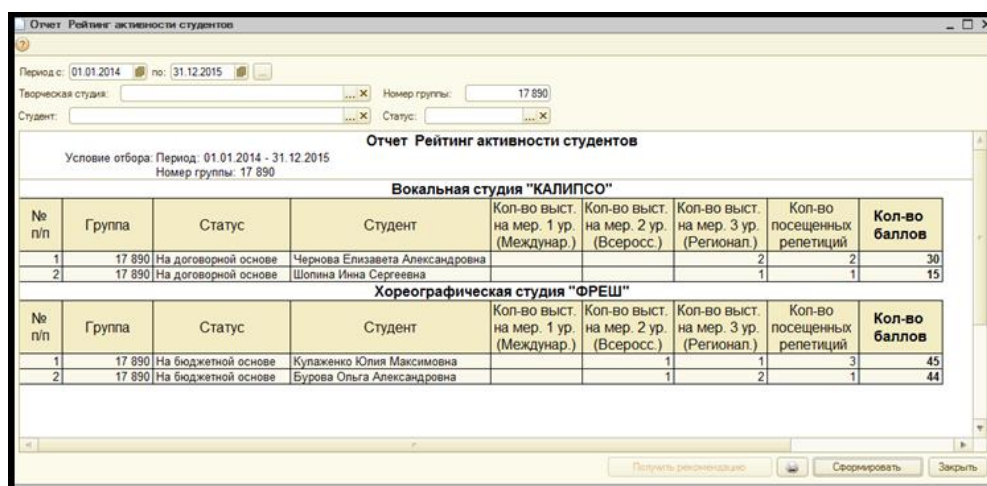 Отчет Рейтинг активности студентов
Период с: 01.01.2014 по: 31.12.2015 ...
Творческая студия: ... × Номер группы: 17 890
Студент: ... × Статус: ... ×
Отчет Рейтинг активности студентов
Условие отбора: Период: 01.01.2014 - 31.12.2015
Номер группы: 17 890
Вокальная студия "КАЛИПСО"
№ п/п Группа Статус Студент Кол-во выст. на мер. 1 ур. (Междунар.) Кол-во выст. на мер. 2 ур. (Всеросс.) Кол-во выст. на мер. 3 ур. (Регионал.) Кол-во посещенных репетиций Кол-во баллов
1 17 890 На договорной основе Чернова Елизавета Александровна 2 2 30
2 17 890 На договорной основе Шопина Инна Сергеевна 1 1 15
Хореографическая студия "ФРЕШ"
№ п/п Группа Статус Студент Кол-во выст. на мер. 1 ур. (Междунар.) Кол-во выст. на мер. 2 ур. (Всеросс.) Кол-во выст. на мер. 3 ур. (Регионал.) Кол-во посещенных репетиций Кол-во баллов
1 17 890 На бюджетной основе Кулаженко Юлия Максимовна 1 1 3 45
2 17 890 На бюджетной основе Бурова Ольга Александровна 1 2 1 44
Получить рекомендацию Сформировать Закрыть